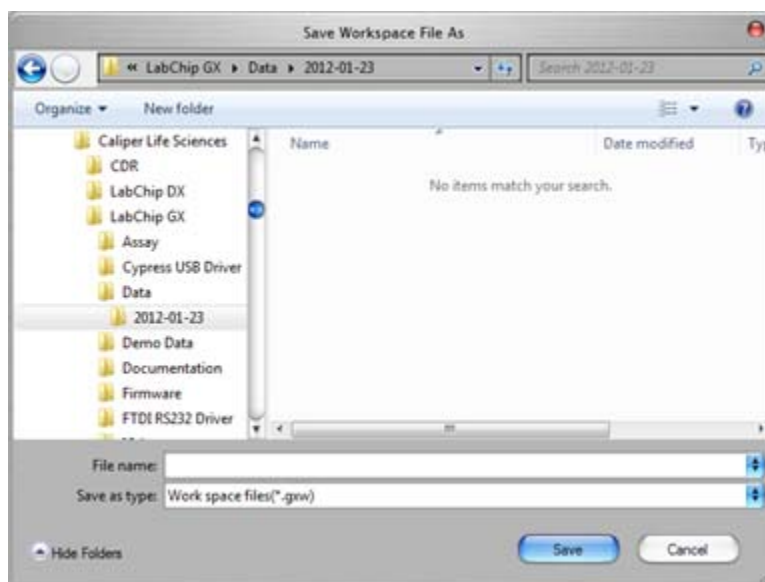 Save Workspace File As
« LabChip GX ▸ Data ▸ 2012-01-23
Search 2012-01-23
Organize New folder
Caliper Life Sciences
CDR
LabChip DX
LabChip GX
Assay
Cypress USB Driver
Data
2012-01-23
Demo Data
Documentation
Firmware
FTDI RS232 Driver
Name Date modified Ty
No items match your search.
File name:
Save as type: Work space files(*.gxw)
Hide Folders Save Cancel